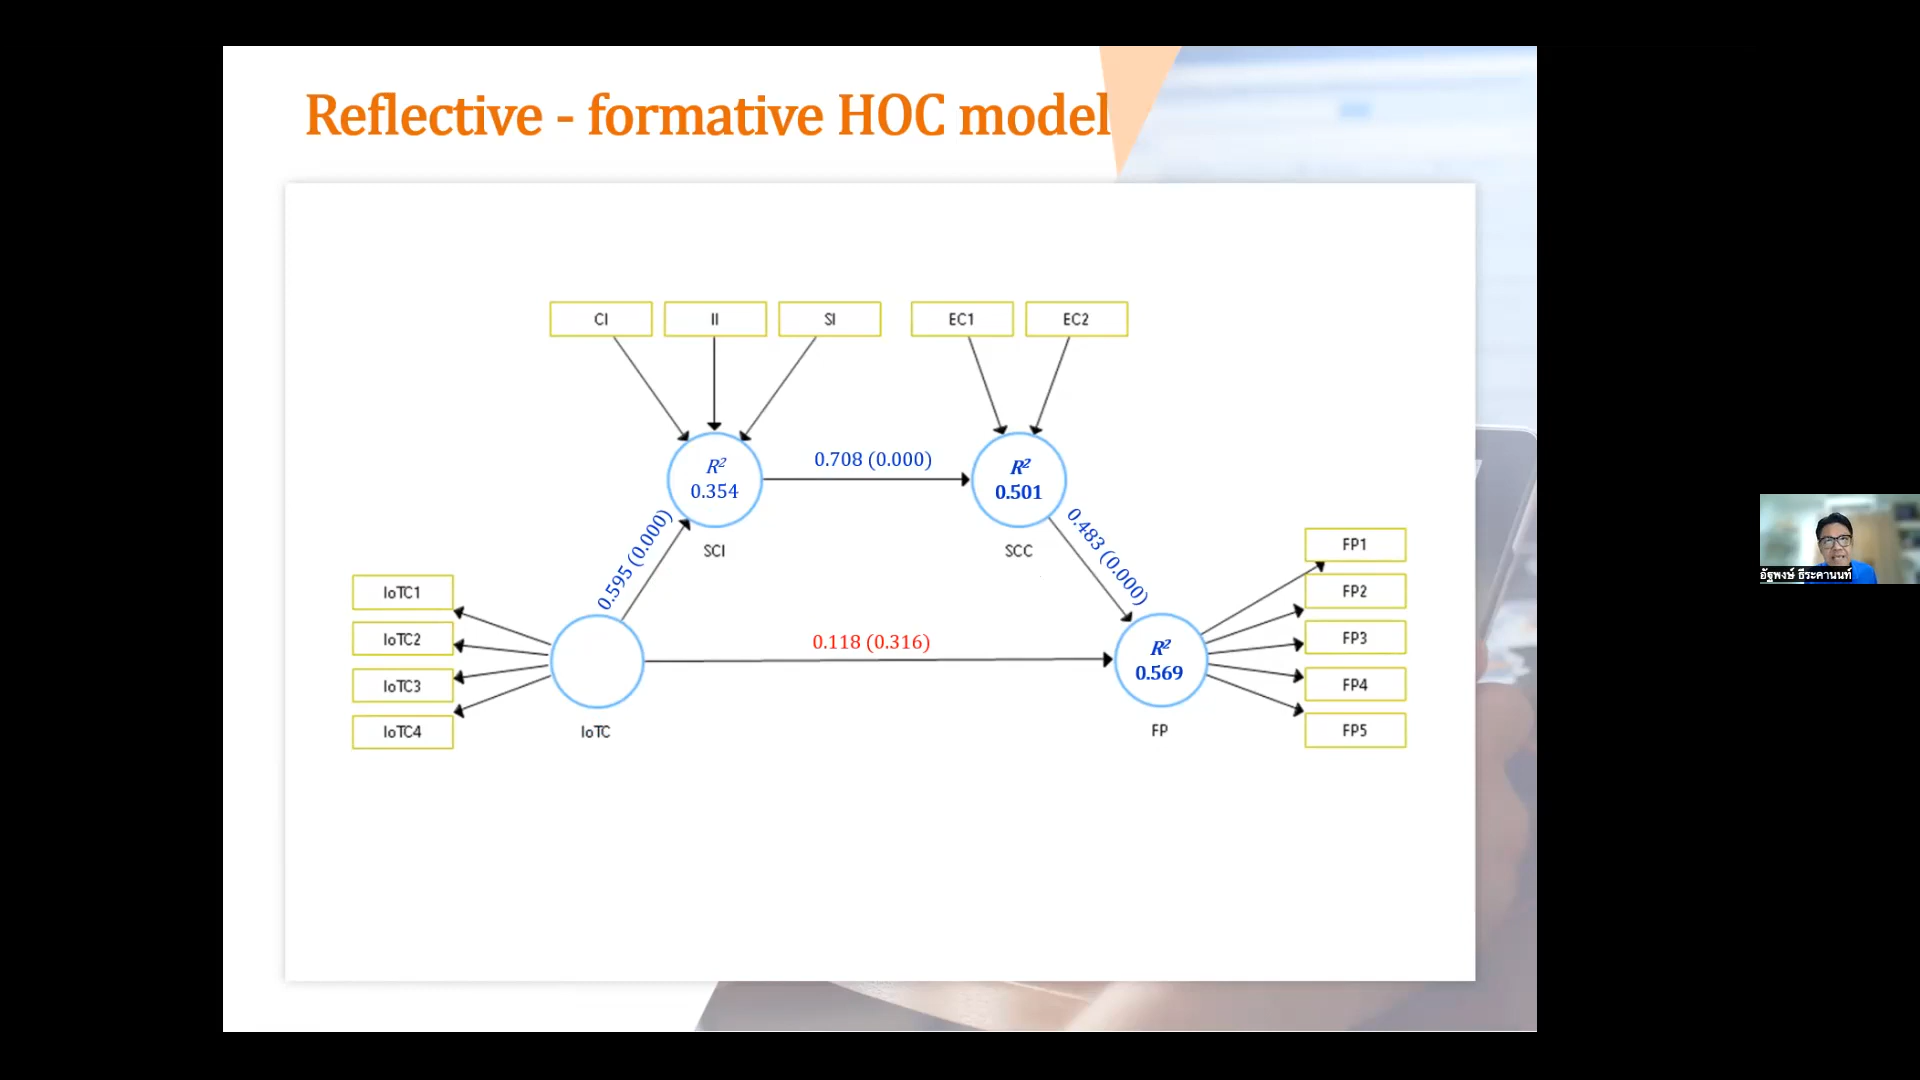 Reflective - formative HOC model
CI
II
SI
EC1
EC2
R²
0.354
0.708 (0.000)
R²
0.501
SCI
SCC
0.595 (0.000)
0.483 (0.000)
IoTC1
IoTC2
IoTC3
IoTC4
IoTC
0.118 (0.316)
R²
0.569
FP
FP1
FP2
FP3
FP4
FP5
อัฐพงษ์ ธีระคานนท์